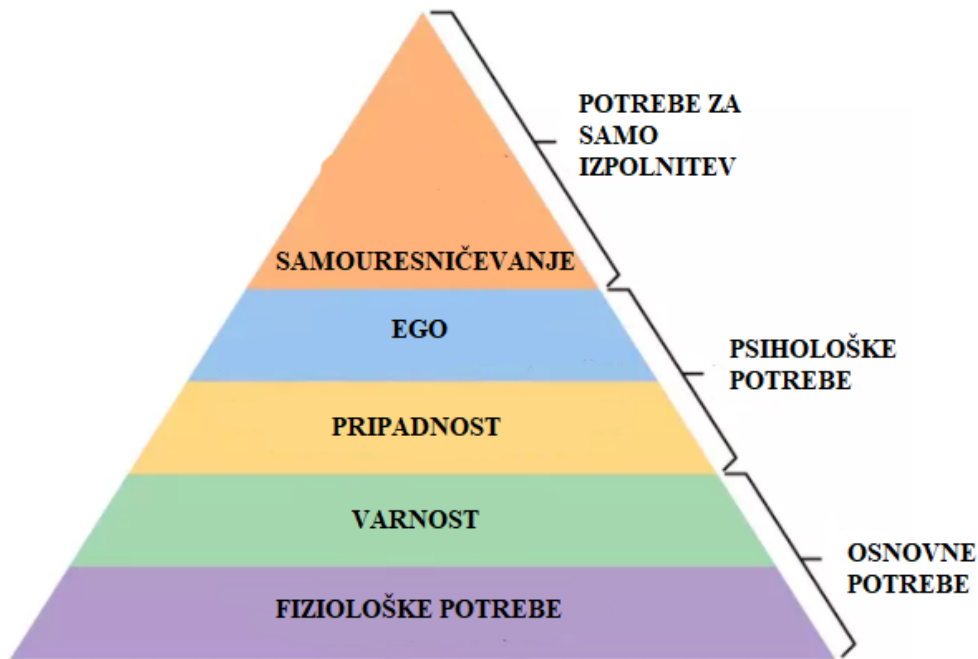 POTREBE ZA
SAMO
IZPOLNITEV
SAMOURESNIČEVANJE
EGO
PSIHOLOŠKE
POTREBE
PRIPADNOST
VARNOST
OSNOVNE
POTREBE
FIZIOLOŠKE POTREBE